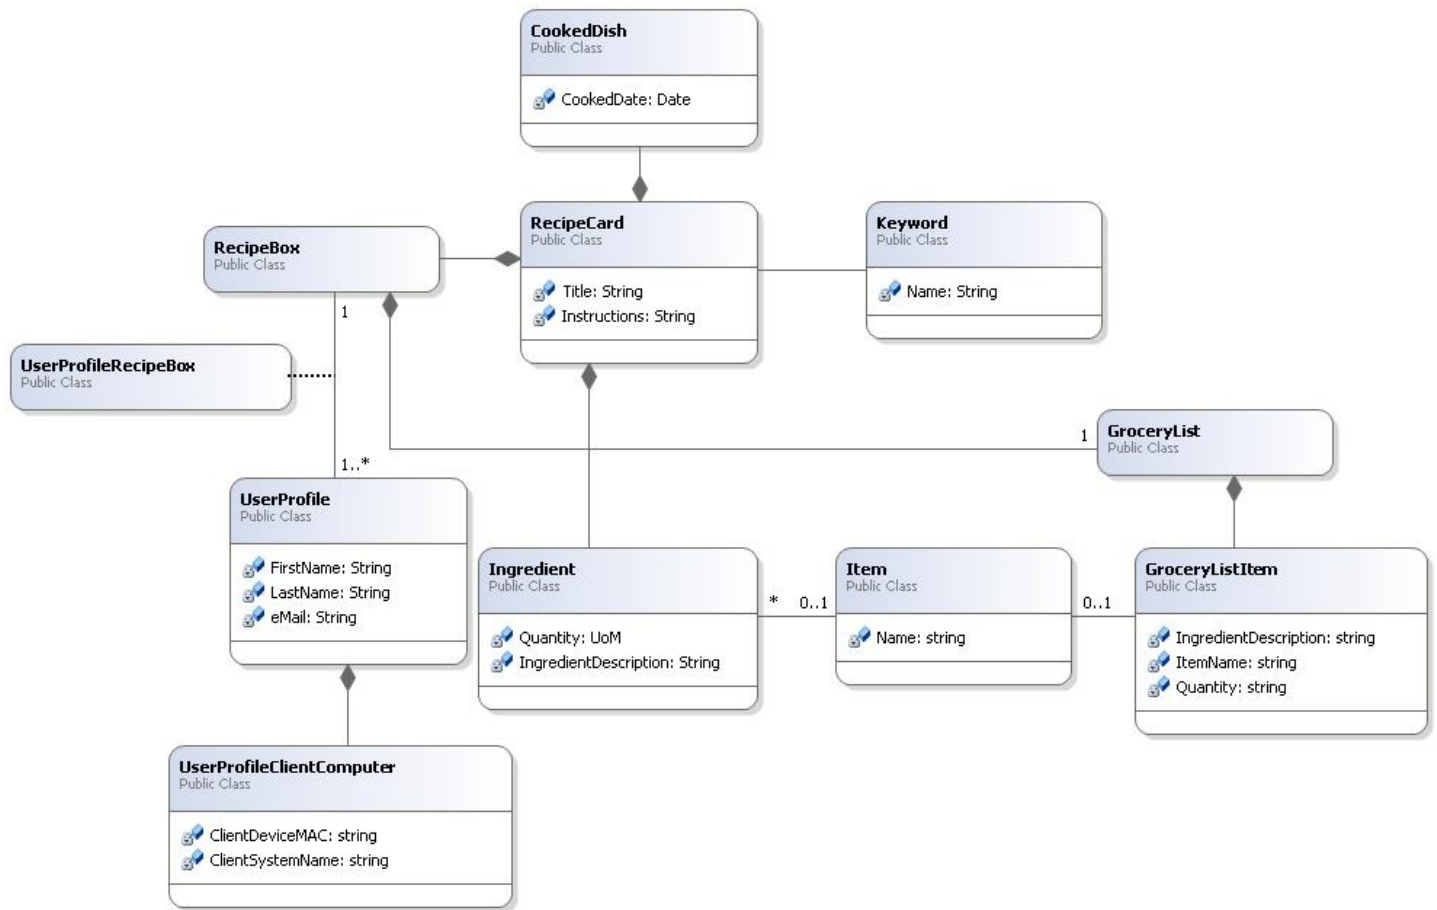 CookedDish
Public Class
CookedDate: Date
RecipeCard
Public Class
Title: String
Instructions: String
Keyword
Public Class
Name: String
RecipeBox
Public Class
1
UserProfileRecipeBox
Public Class
1..*
GroceryList
Public Class
1
UserProfile
Public Class
FirstName: String
LastName: String
eMail: String
Ingredient
Public Class
Quantity: UoM
IngredientDescription: String
* 0..1
Item
Public Class
Name: string
0..1
GroceryListItem
Public Class
IngredientDescription: string
ItemName: string
Quantity: string
UserProfileClientComputer
Public Class
ClientDeviceMAC: string
ClientSystemName: string